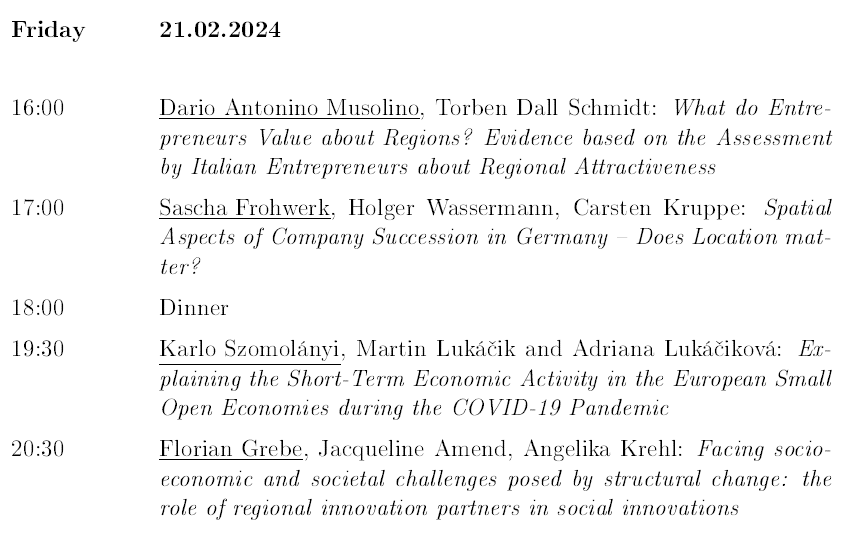 Friday 21.02.2024
16:00 Dario Antonino Musolino, Torben Dall Schmidt: What do Entre-
preneurs Value about Regions? Evidence based on the Assessment
by Italian Entrepreneurs about Regional Attractiveness
17:00 Sascha Frohwerk, Holger Wassermann, Carsten Kruppe: Spatial
Aspects of Company Succession in Germany – Does Location mat-
ter?
18:00 Dinner
19:30 Karlo Szomolányi, Martin Lukáčik and Adriana Lukáčiková: Ex-
plaining the Short-Term Economic Activity in the European Small
Open Economies during the COVID-19 Pandemic
20:30 Florian Grebe, Jacqueline Amend, Angelika Krehl: Facing socio-
economic and societal challenges posed by structural change: the
role of regional innovation partners in social innovations